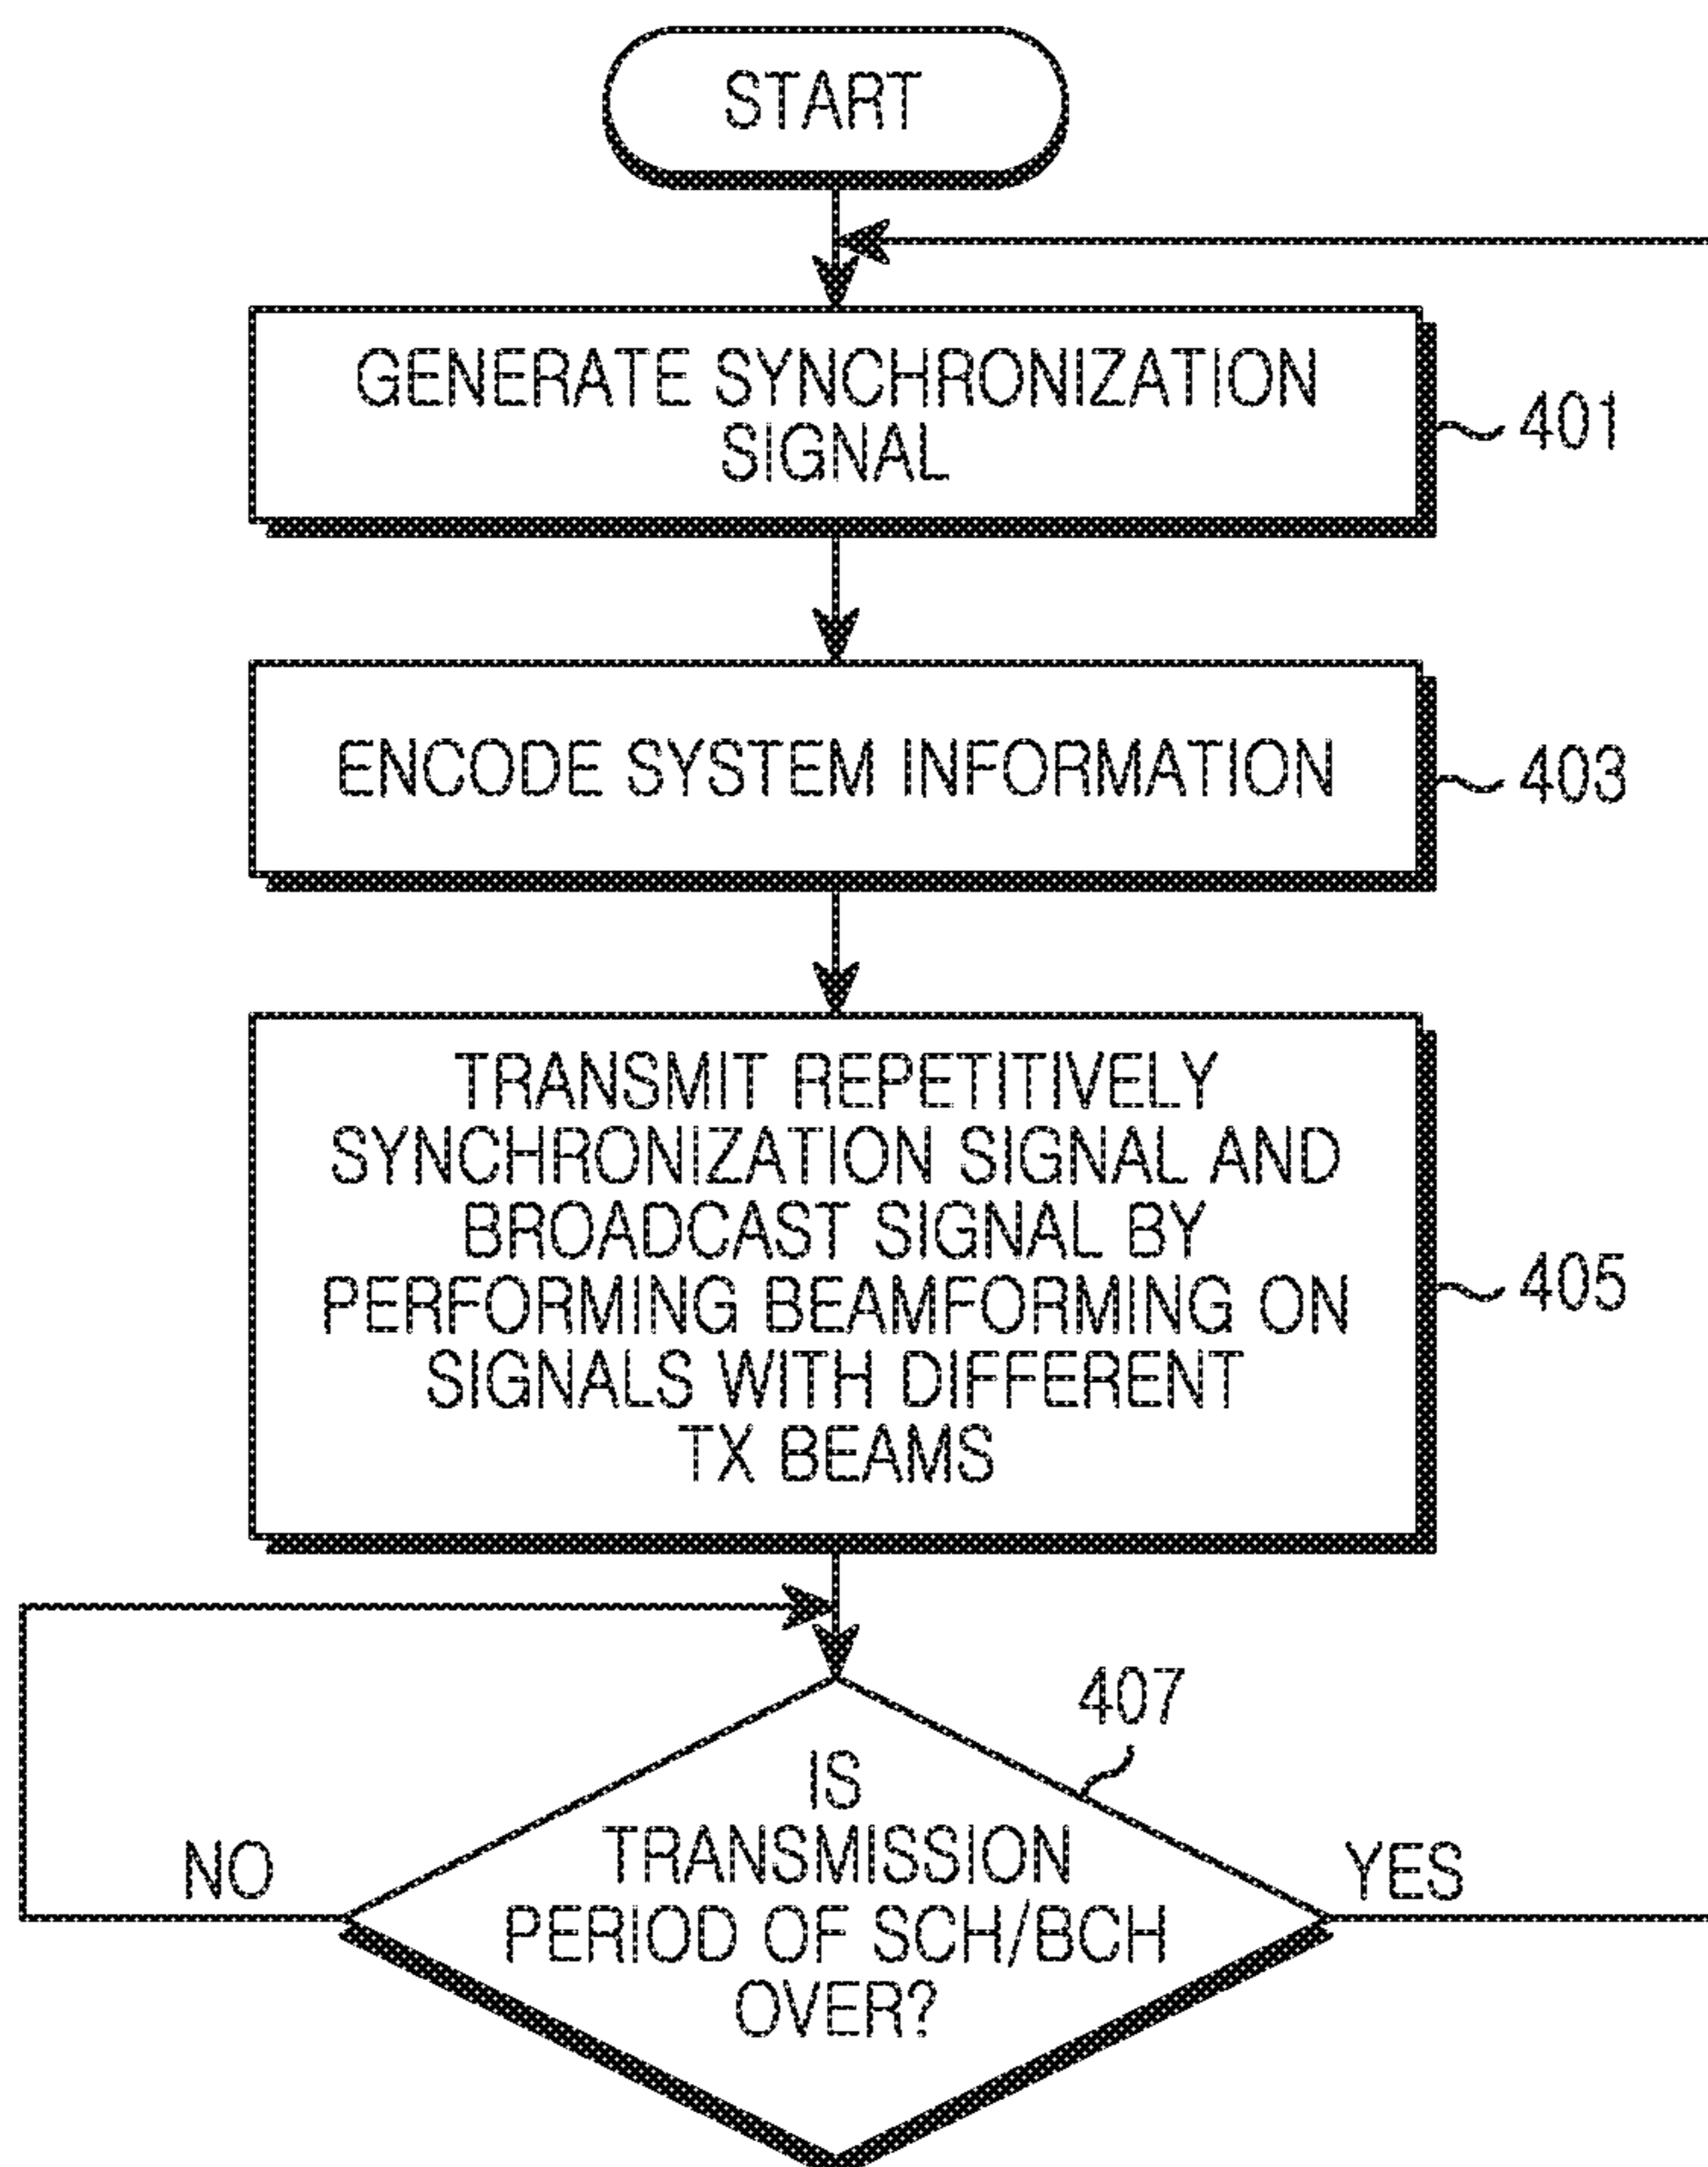 START
GENERATE SYNCHRONIZATION
SIGNAL
401
ENCODE SYSTEM INFORMATION
403
TRANSMIT REPETITIVELY
SYNCHRONIZATION SIGNAL AND
BROADCAST SIGNAL BY
PERFORMING BEAMFORMING ON
SIGNALS WITH DIFFERENT
TX BEAMS
405
407
IS
TRANSMISSION
PERIOD OF SCH/BCH
OVER?
NO
YES